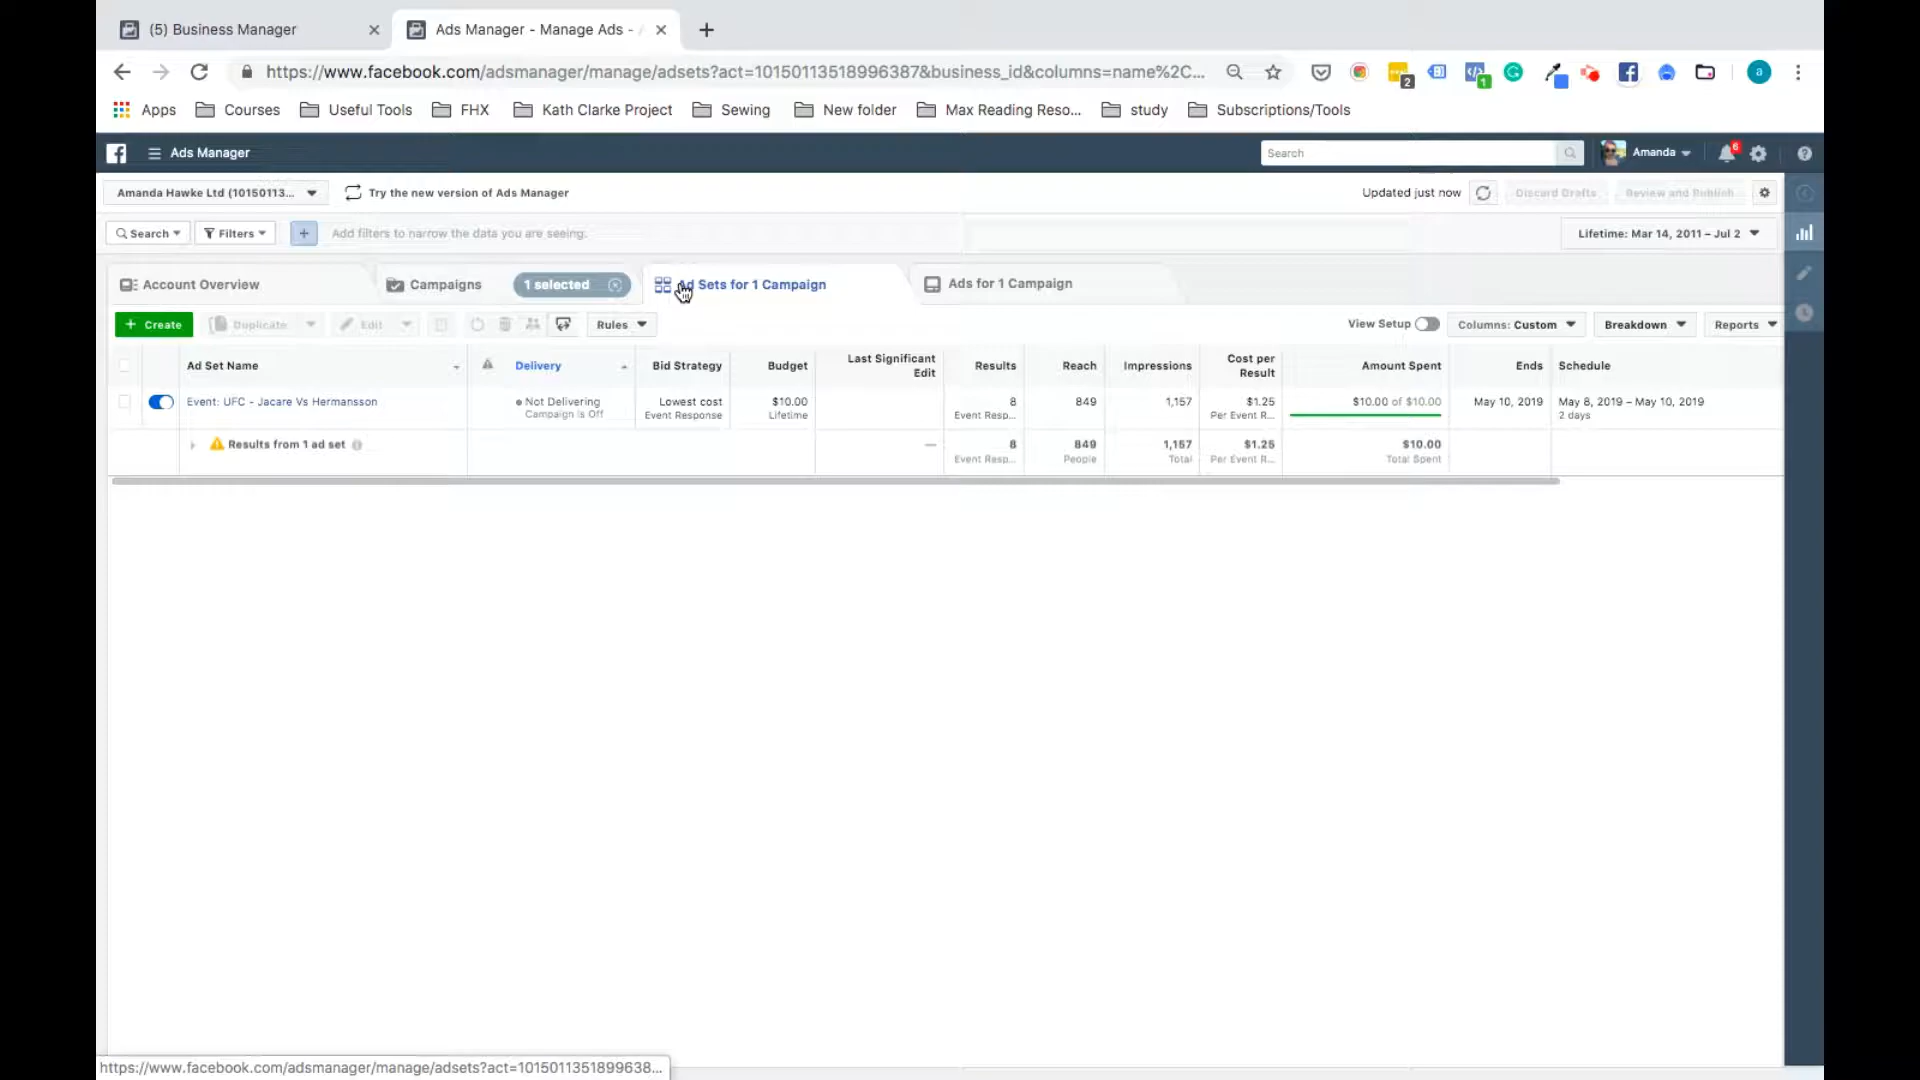 (5) Business Manager
Ads Manager - Manage Ads -
https://www.facebook.com/adsmanager/manage/adsets?act=10150113518996387&business_id&columns=name%2C...
2
1
a
Apps
Courses
Useful Tools
FHX
Kath Clarke Project
Sewing
New folder
Max Reading Reso...
study
Subscriptions/Tools
Ads Manager
Search
Amanda
6
Amanda Hawke Ltd (10150113...
Try the new version of Ads Manager
Updated just now
Discard Drafts
Review and Publish
Search
Filters
+
Add filters to narrow the data you are seeing.
Lifetime: Mar 14, 2011 – Jul 2
Account Overview
Campaigns
1 selected
Ad Sets for 1 Campaign
Ads for 1 Campaign
+ Create
Duplicate
Edit
Rules
View Setup
Columns: Custom
Breakdown
Reports
Ad Set Name
Delivery
Bid Strategy
Budget
Last Significant
Edit
Results
Reach
Impressions
Cost per
Result
Amount Spent
Ends
Schedule
Event: UFC - Jacare Vs Hermansson
Not Delivering
Campaign Is Off
Lowest cost
Event Response
$10.00
Lifetime
8
Event Resp...
849
1,157
$1.25
Per Event R...
$10.00 of $10.00
May 10, 2019
May 8, 2019 – May 10, 2019
2 days
Results from 1 ad set
—
8
Event Resp...
849
People
1,157
Total
$1.25
Per Event R...
$10.00
Total Spent
https://www.facebook.com/adsmanager/manage/adsets?act=1015011351899638...